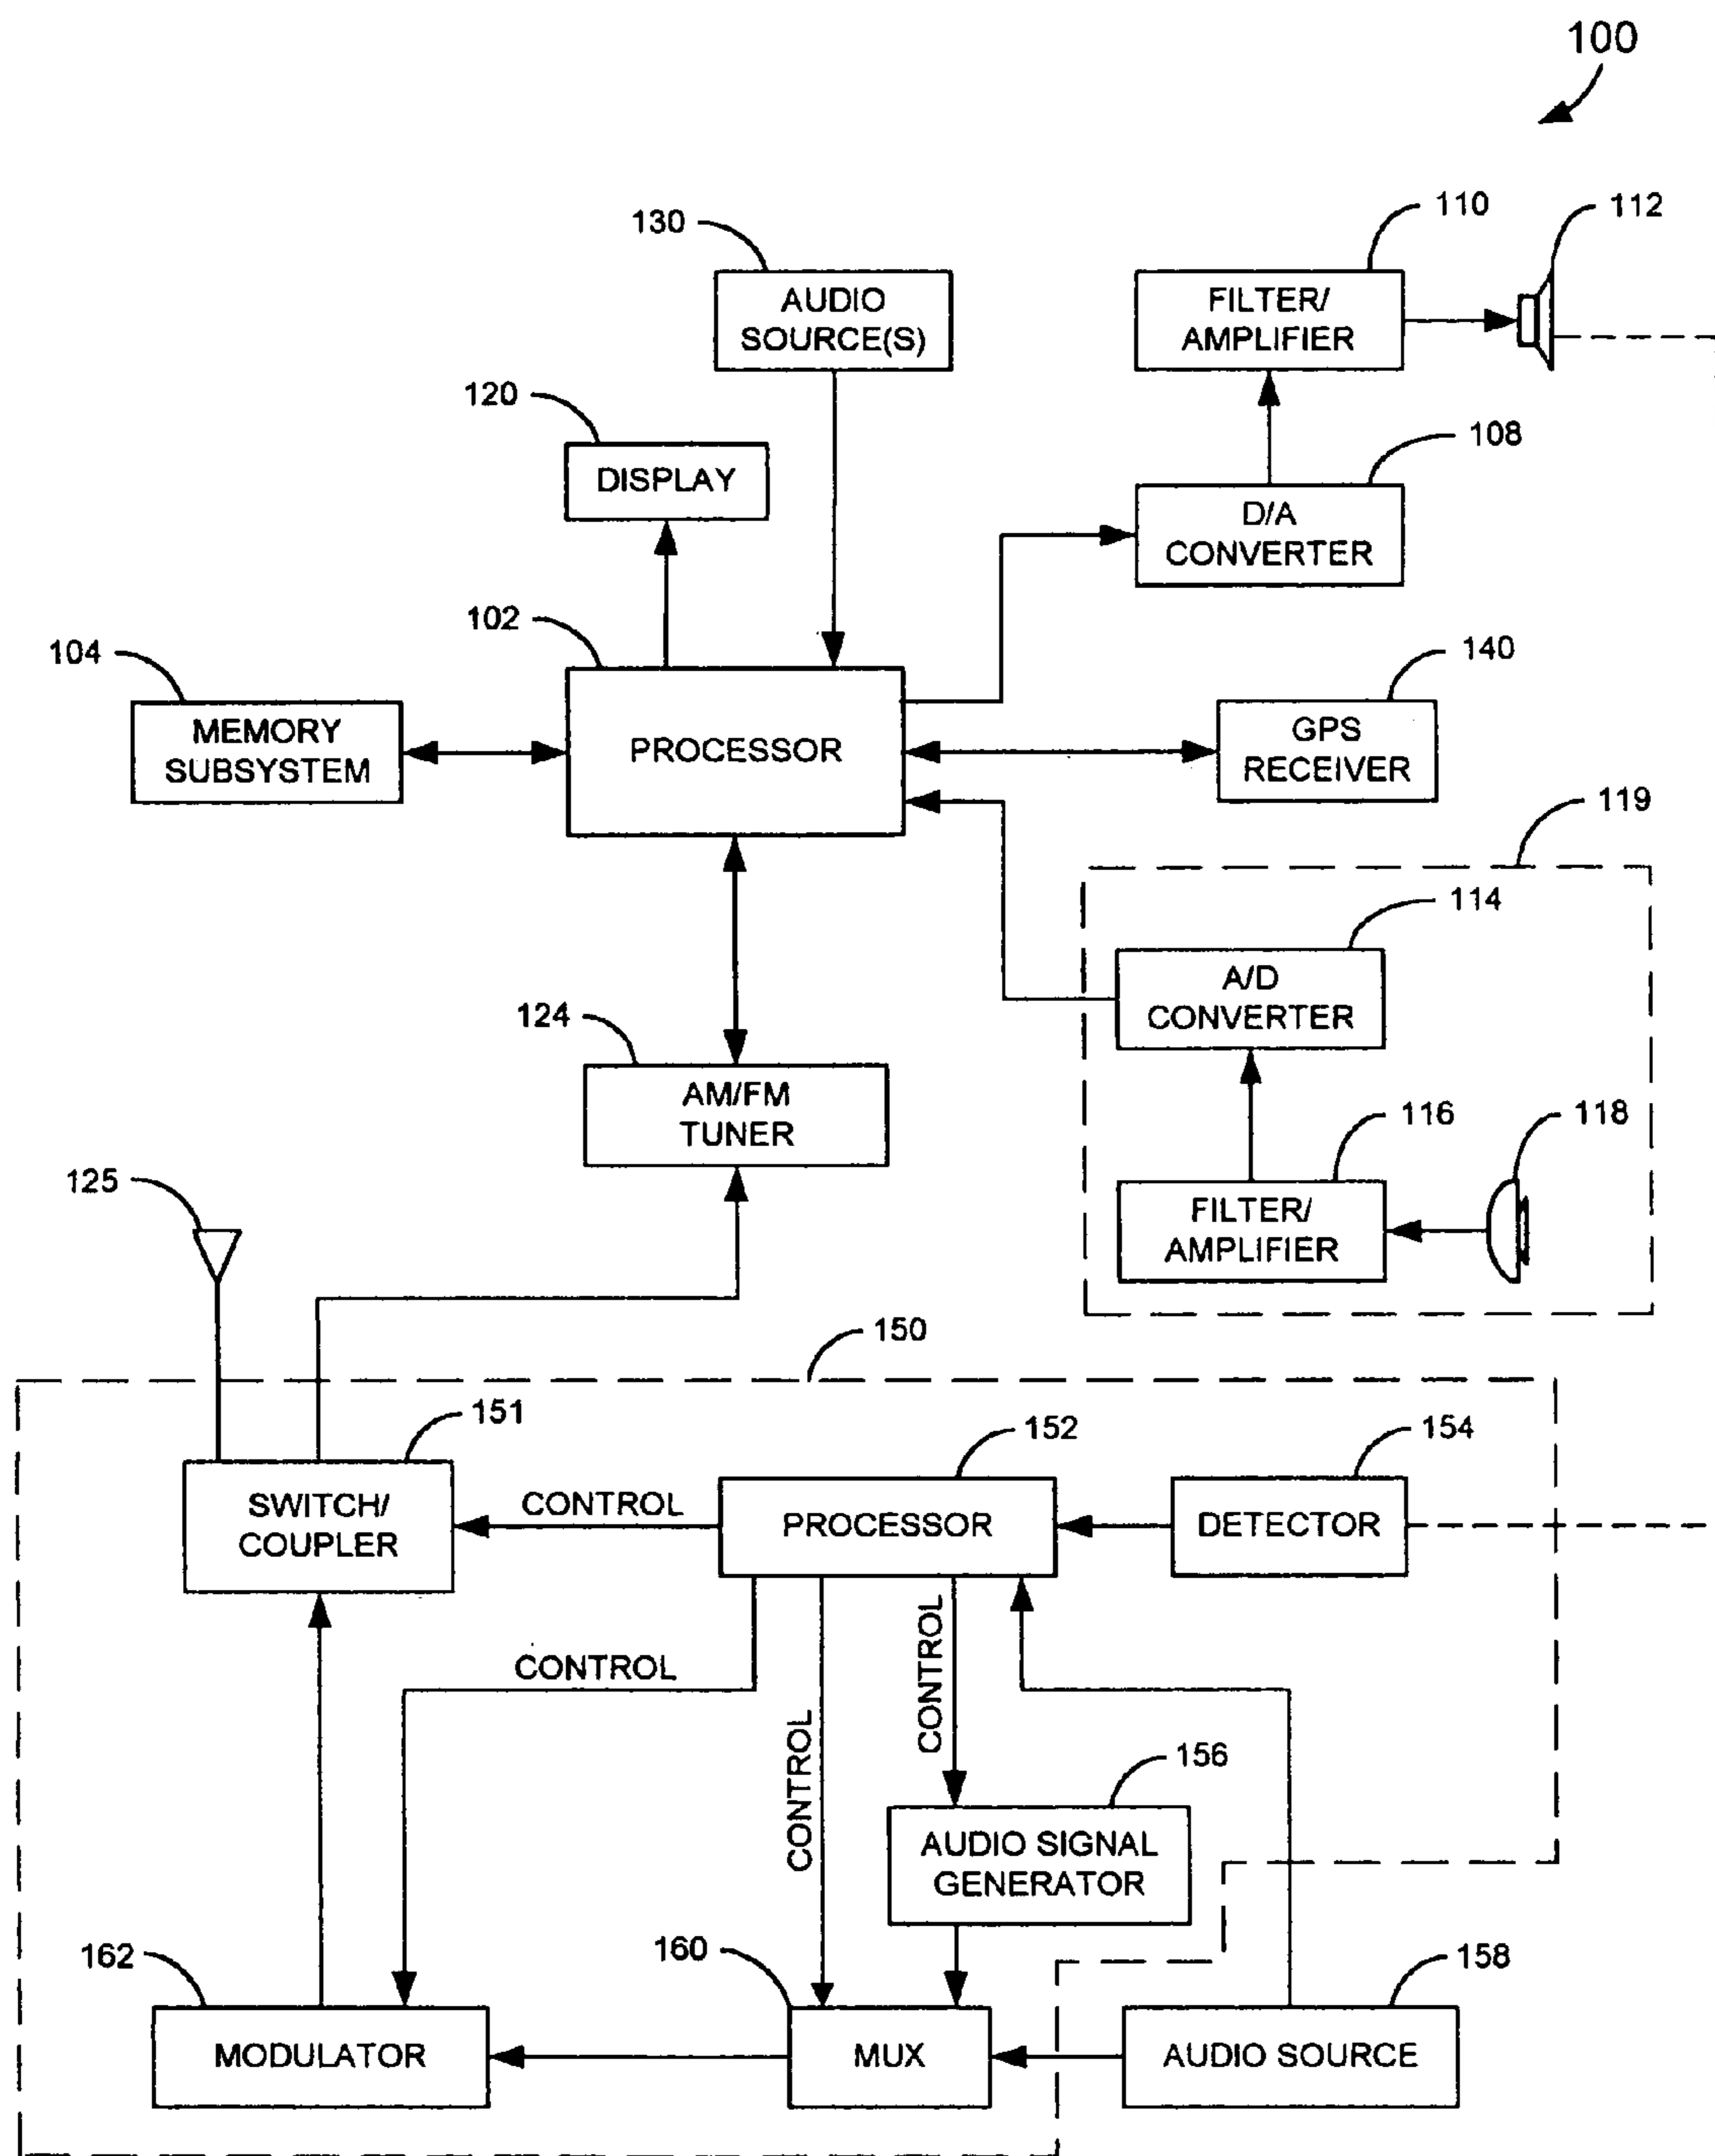 100
130
110
112
AUDIO
SOURCE(S)
FILTER/
AMPLIFIER
120
108
DISPLAY
D/A
CONVERTER
102
104
140
MEMORY
SUBSYSTEM
PROCESSOR
GPS
RECEIVER
119
114
A/D
CONVERTER
124
AM/FM
TUNER
116
118
125
FILTER/
AMPLIFIER
150
151
152
154
SWITCH/
COUPLER
CONTROL
PROCESSOR
DETECTOR
CONTROL
CONTROL
CONTROL
156
AUDIO SIGNAL
GENERATOR
162
160
158
MODULATOR
MUX
AUDIO SOURCE